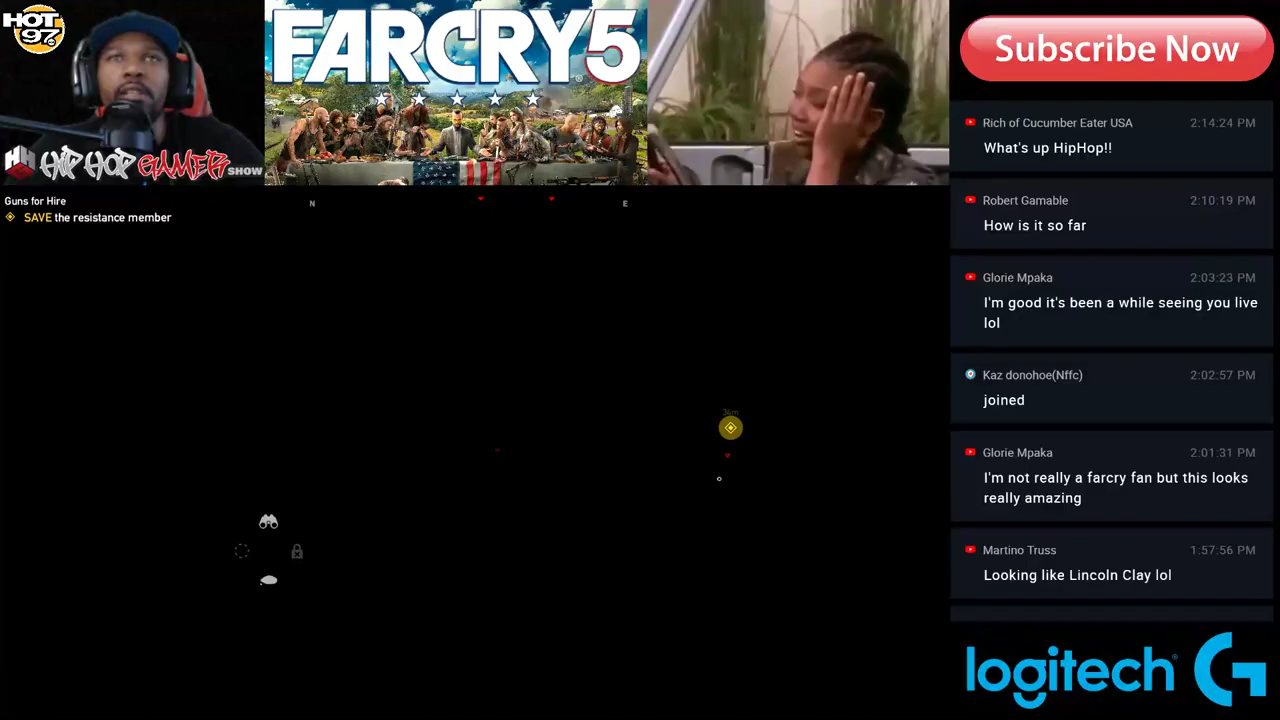 HOT
97
HIP HOP GAMER SHOW
FARCRY5
Subscribe Now
Rich of Cucumber Eater USA 2:14:24 PM
What's up HipHop!!
Robert Gamable 2:10:19 PM
How is it so far
Glorie Mpaka 2:03:23 PM
I'm good it's been a while seeing you live
lol
Kaz donohoe(Nffc) 2:02:57 PM
joined
Glorie Mpaka 2:01:31 PM
I'm not really a farcry fan but this looks
really amazing
Martino Truss 1:57:56 PM
Looking like Lincoln Clay lol
logitech G
Guns for Hire
SAVE the resistance member
N
E
34m